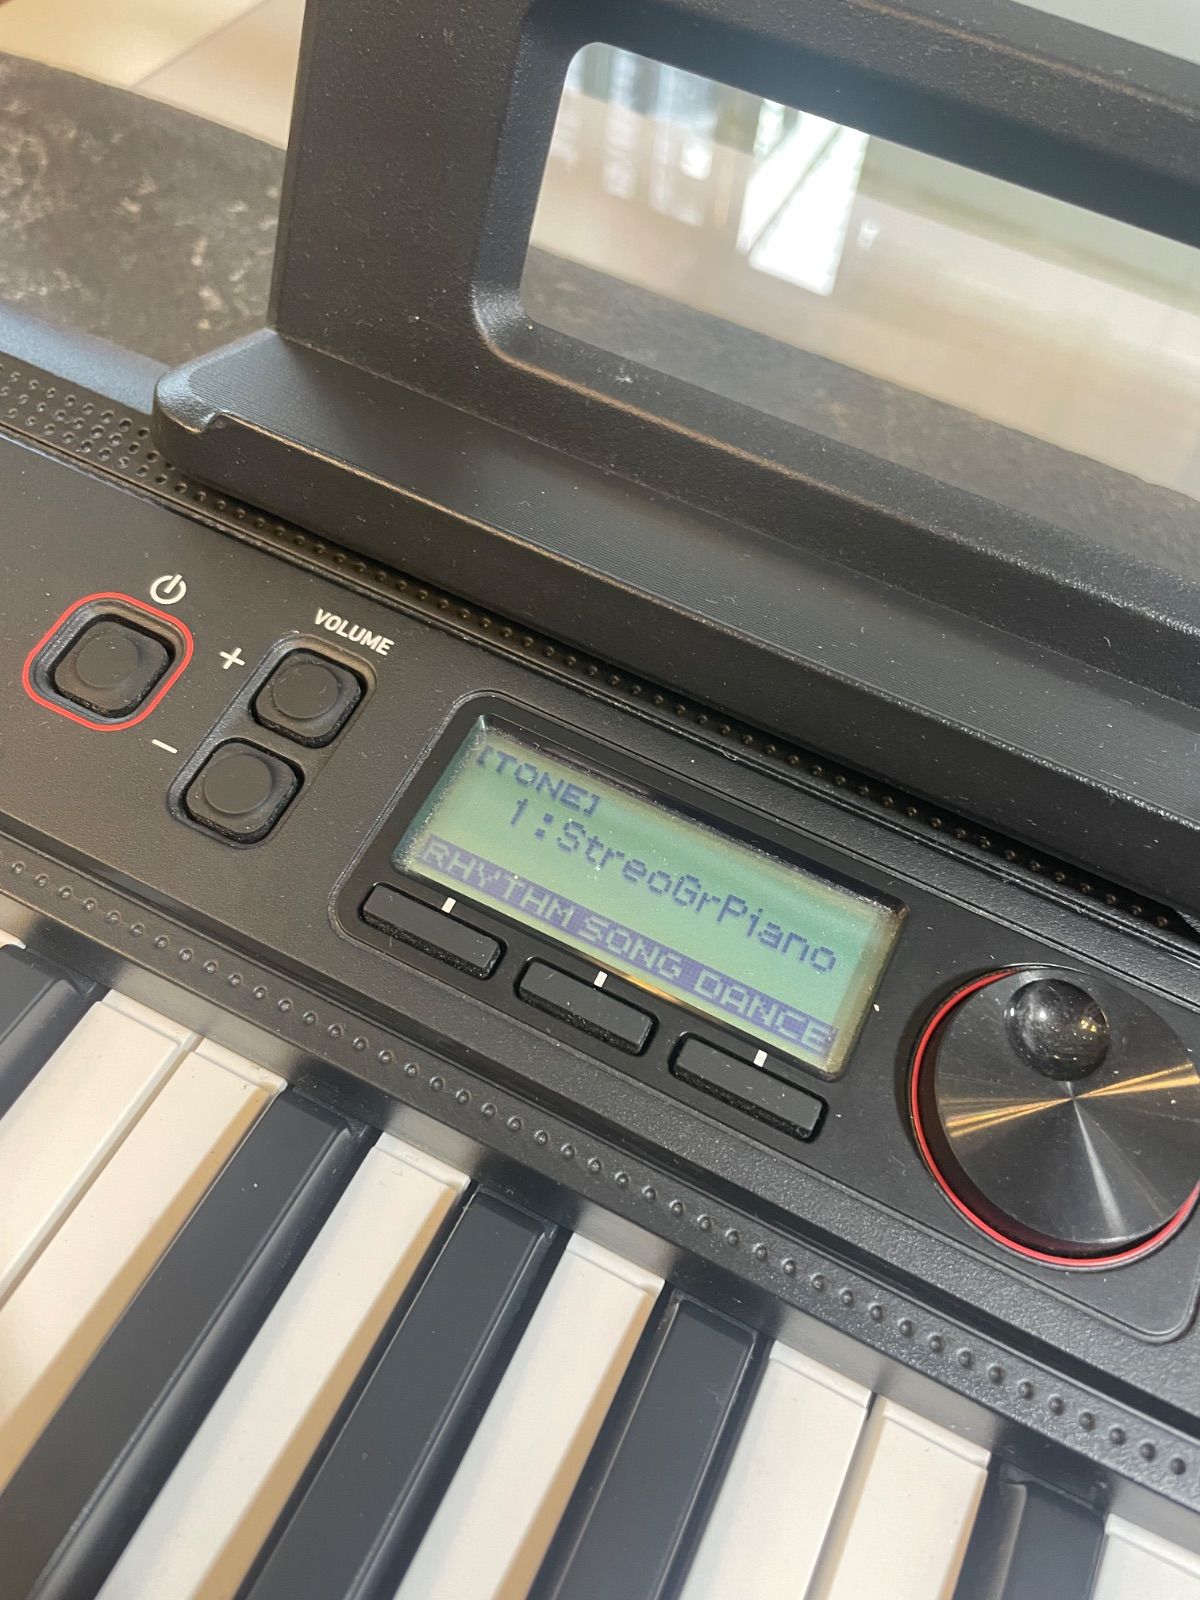 VOLUME
+
-
[TONE]
1:StreoGrPiano
RHYTHM SONG DANCE